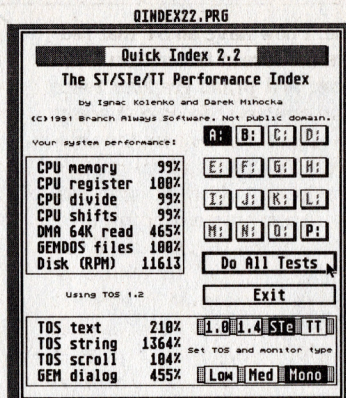 QINDEX22.PRG
Quick Index 2.2
The ST/STe/TT Performance Index
by Ignac Kolenko and Darek Mihocka
(C)1991 Branch Always Software. Not public domain.
Your system performance:
A: B: C: D:
CPU memory 99%
CPU register 100%
CPU divide 99%
CPU shifts 99%
DMA 64K read 465%
GEMDOS files 100%
Disk (RPM) 11613
E: F: G: H:
I: J: K: L:
M: N: O: P:
Do All Tests
Using TOS 1.2
Exit
TOS text 210%
TOS string 1364%
TOS scroll 104%
GEM dialog 455%
1.0 1.4 STe TT
Set TOS and monitor type
Low Med Mono